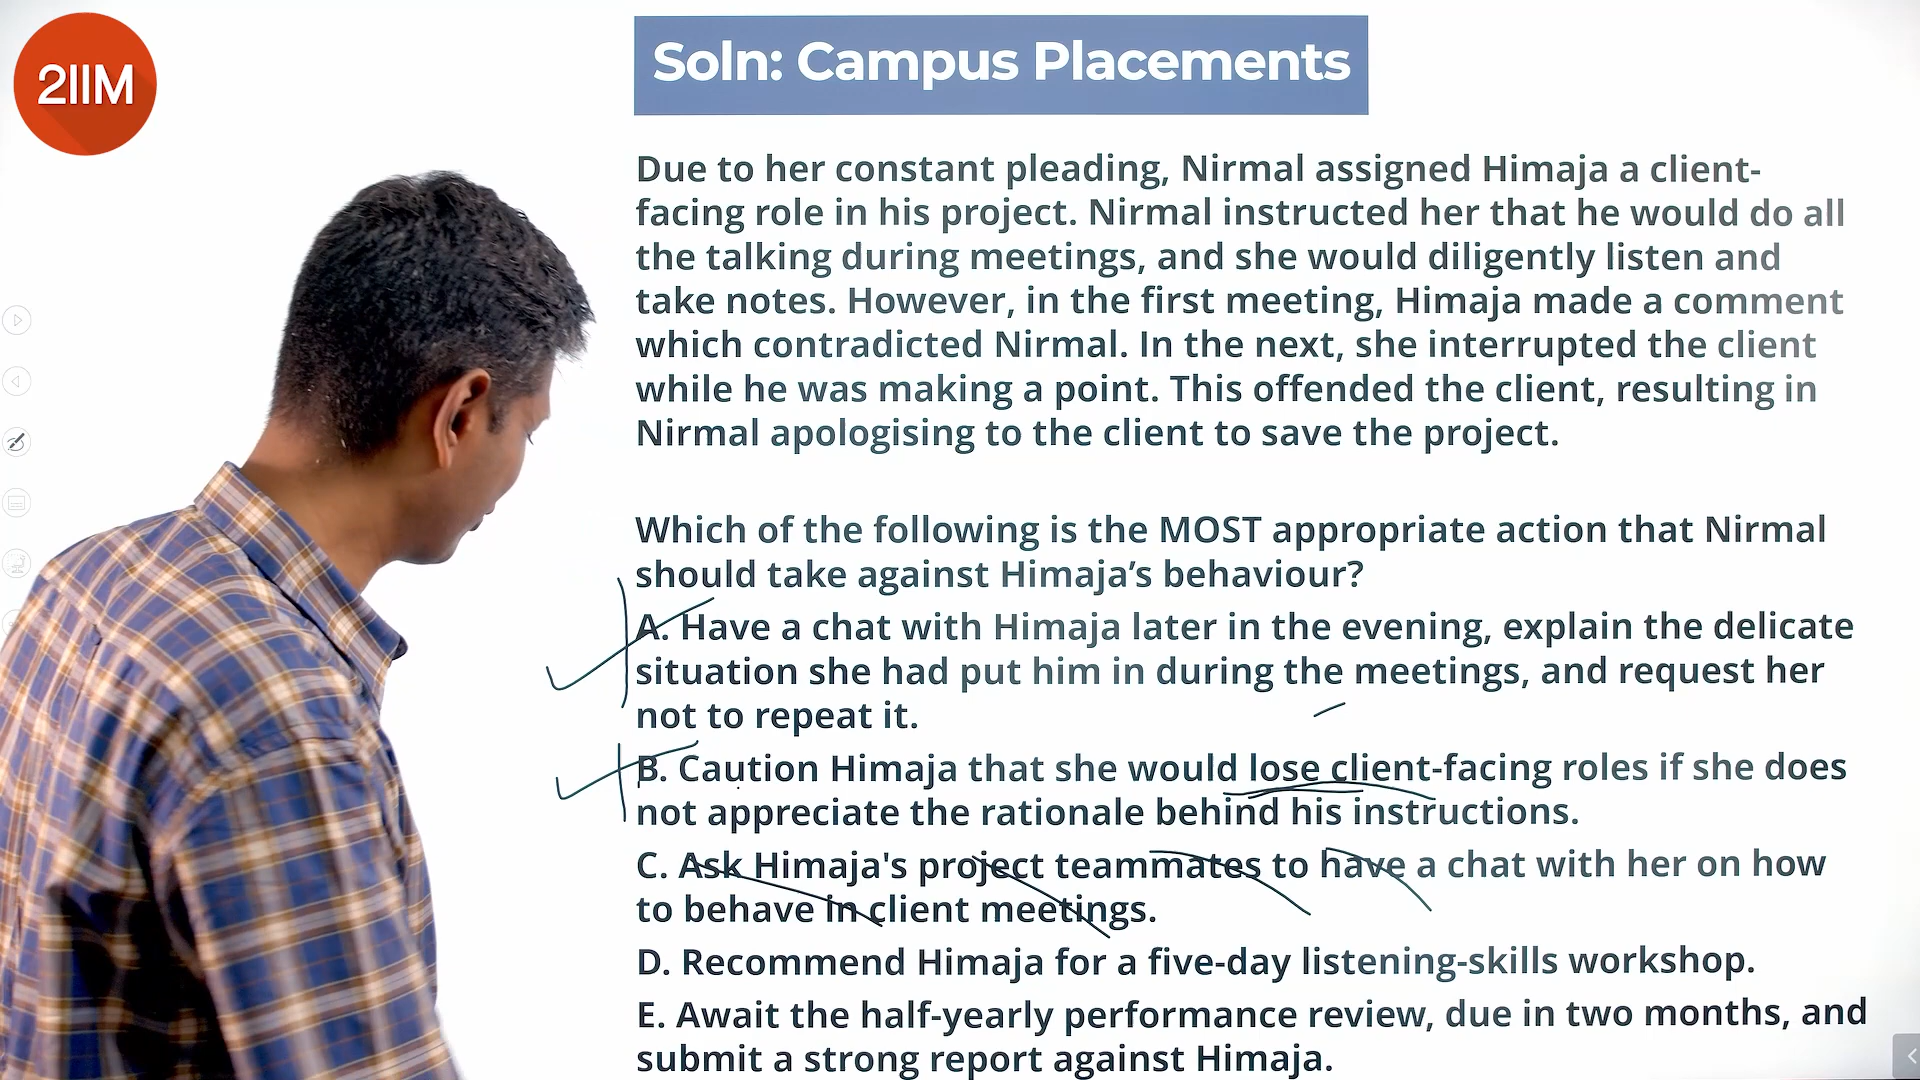 2IIM
Soln: Campus Placements
Due to her constant pleading, Nirmal assigned Himaja a client-
facing role in his project. Nirmal instructed her that he would do all
the talking during meetings, and she would diligently listen and
take notes. However, in the first meeting, Himaja made a comment
which contradicted Nirmal. In the next, she interrupted the client
while he was making a point. This offended the client, resulting in
Nirmal apologising to the client to save the project.
Which of the following is the MOST appropriate action that Nirmal
should take against Himaja’s behaviour?
A. Have a chat with Himaja later in the evening, explain the delicate
situation she had put him in during the meetings, and request her
not to repeat it.
B. Caution Himaja that she would lose client-facing roles if she does
not appreciate the rationale behind his instructions.
C. Ask Himaja's project teammates to have a chat with her on how
to behave in client meetings.
D. Recommend Himaja for a five-day listening-skills workshop.
E. Await the half-yearly performance review, due in two months, and
submit a strong report against Himaja.